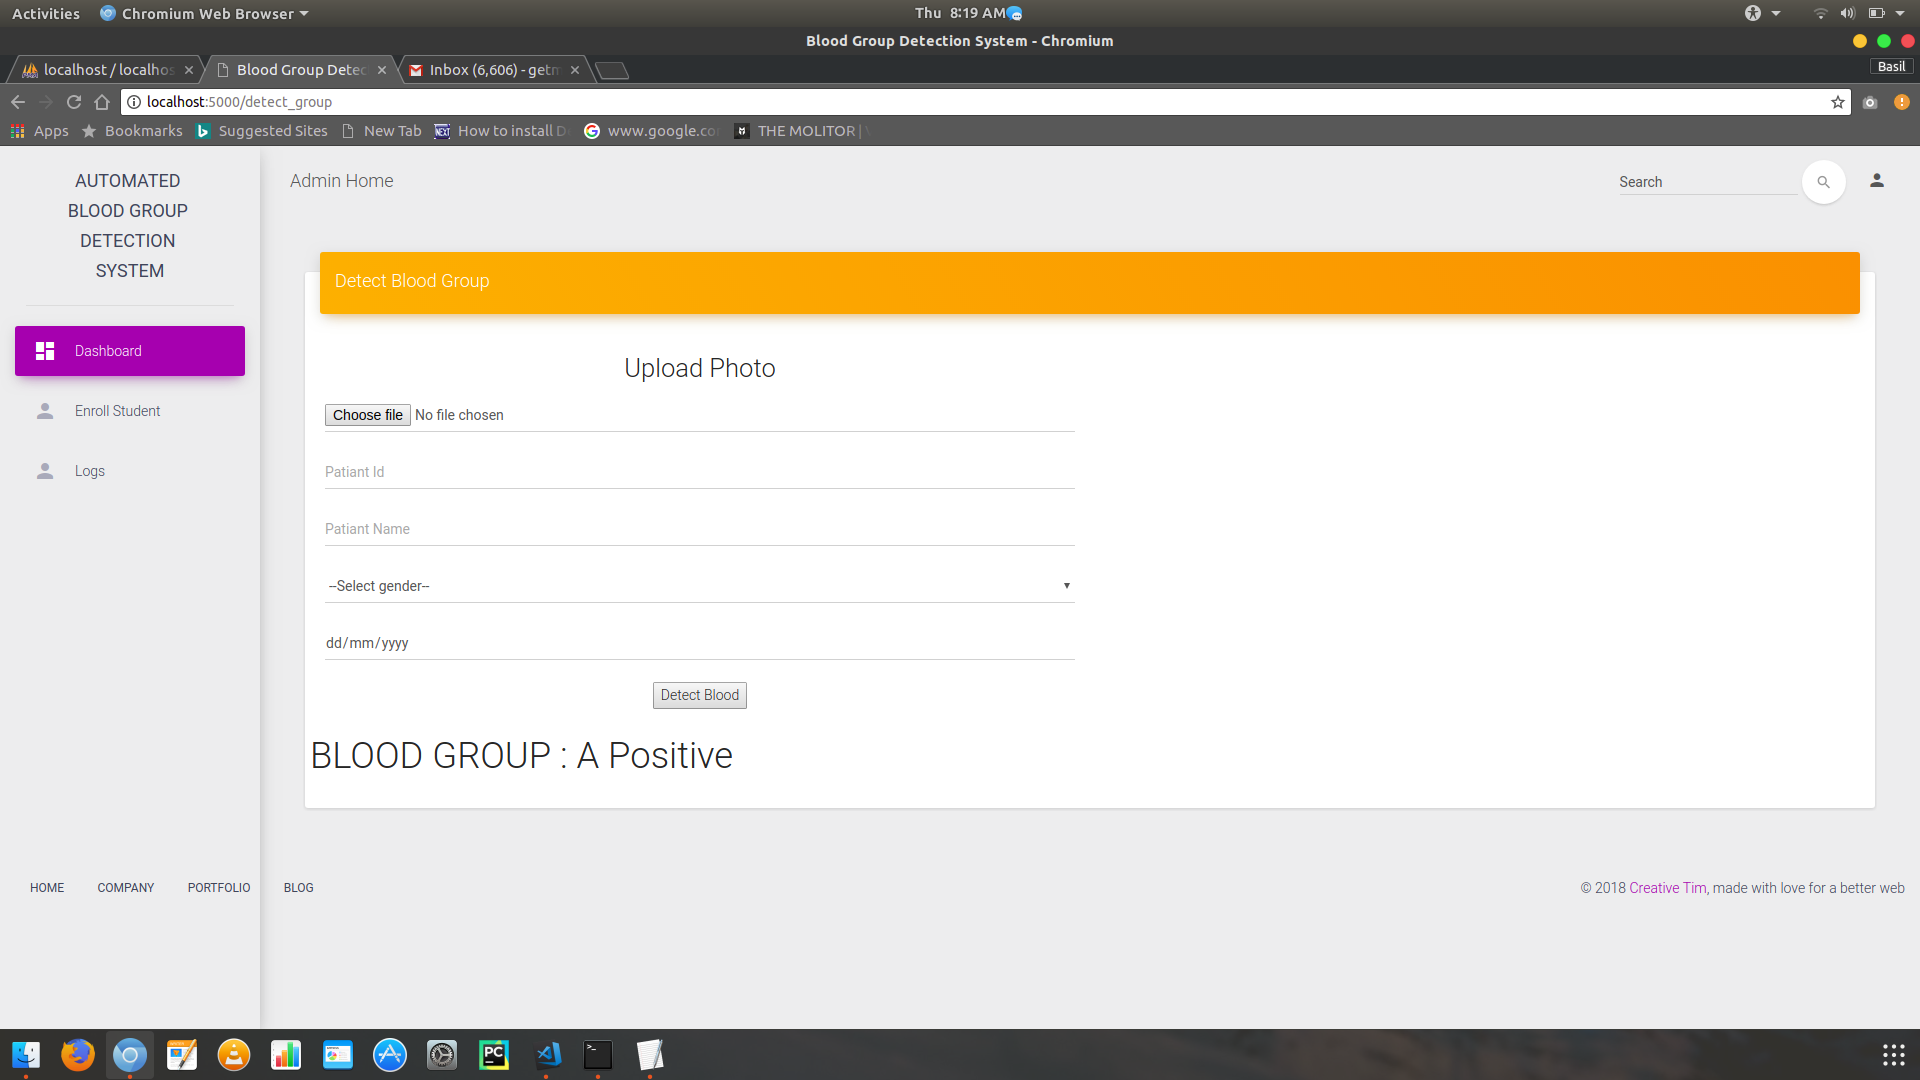 Activities Chromium Web Browser Thu 8:19 AM
Blood Group Detection System - Chromium
localhost / localhos Blood Group Detec Inbox (6,606) - getm Basil
localhost:5000/detect_group
Apps Bookmarks Suggested Sites New Tab How to install D www.google.co THE MOLITOR |
AUTOMATED
BLOOD GROUP
DETECTION
SYSTEM
Dashboard
Enroll Student
Logs
Admin Home
Search
Detect Blood Group
Upload Photo
Choose file No file chosen
Patiant Id
Patiant Name
--Select gender--
dd/mm/yyyy
Detect Blood
BLOOD GROUP : A Positive
HOME COMPANY PORTFOLIO BLOG
© 2018 Creative Tim, made with love for a better web
PC